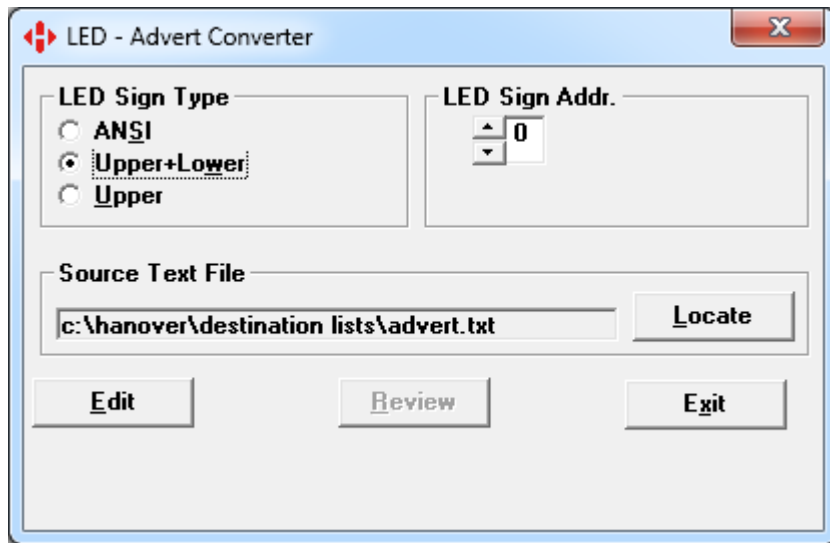 LED - Advert Converter
LED Sign Type
ANSI
Upper+Lower
Upper
LED Sign Addr.
0
Source Text File
c:\hanover\destination lists\advert.txt
Locate
Edit
Review
Exit